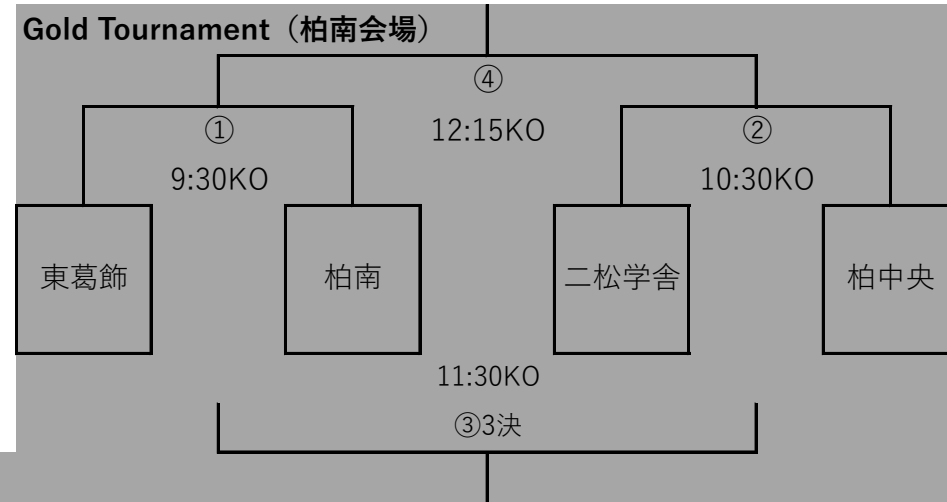 Gold Tournament（柏南会場）
④
①
12:15KO
②
9:30KO
10:30KO
東葛飾
柏南
二松学舎
柏中央
11:30KO
③3決